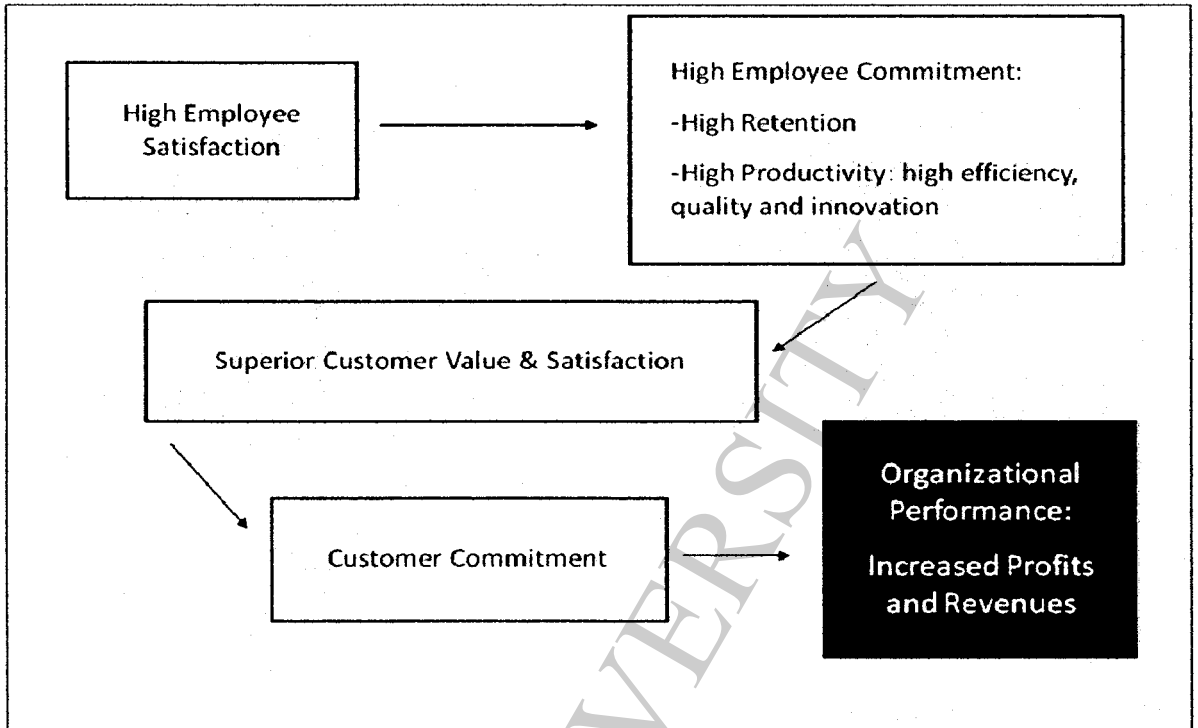 High Employee
Satisfaction
High Employee Commitment:
-High Retention
-High Productivity: high efficiency,
quality and innovation
Superior Customer Value & Satisfaction
Customer Commitment
Organizational
Performance:
Increased Profits
and Revenues
VERSITY